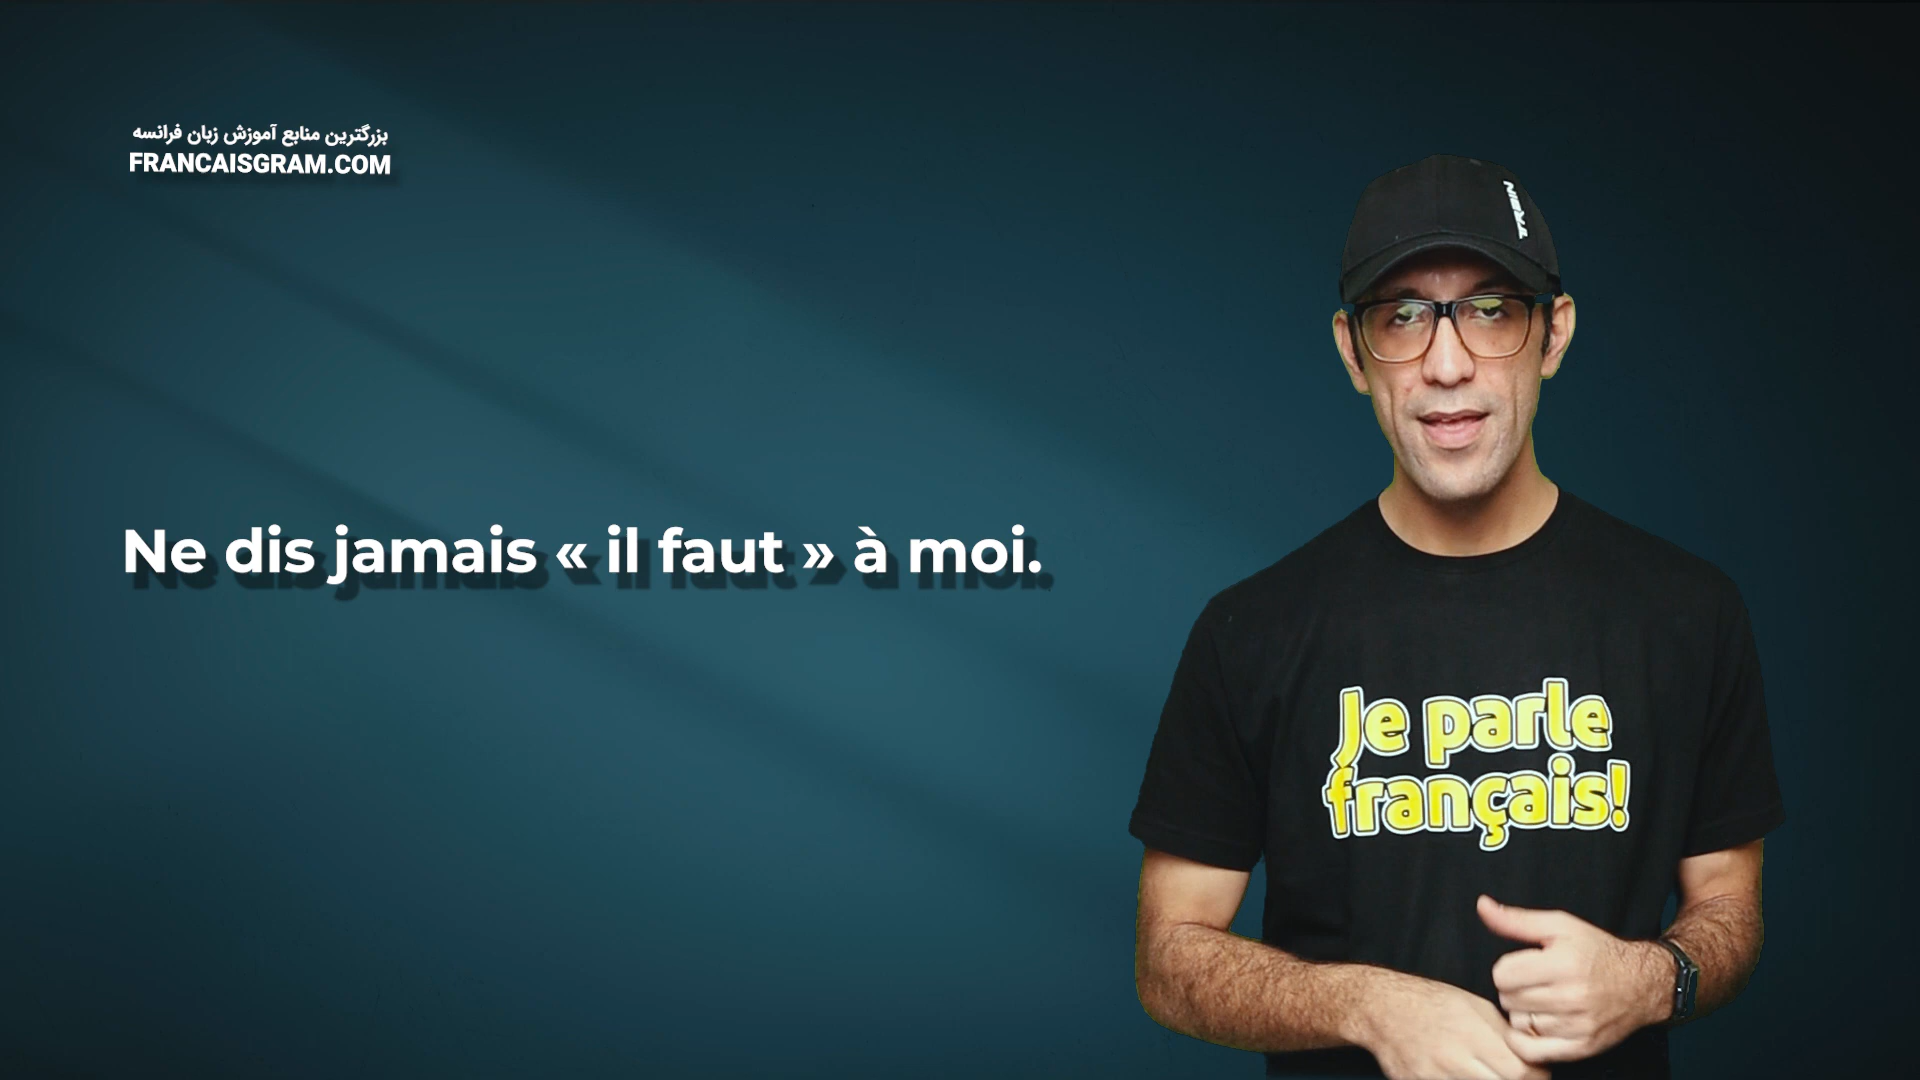 بزرگترین منابع آموزش زبان فرانسه
FRANCAISGRAM.COM
Ne dis jamais « il faut » à moi.
Je parle
français!